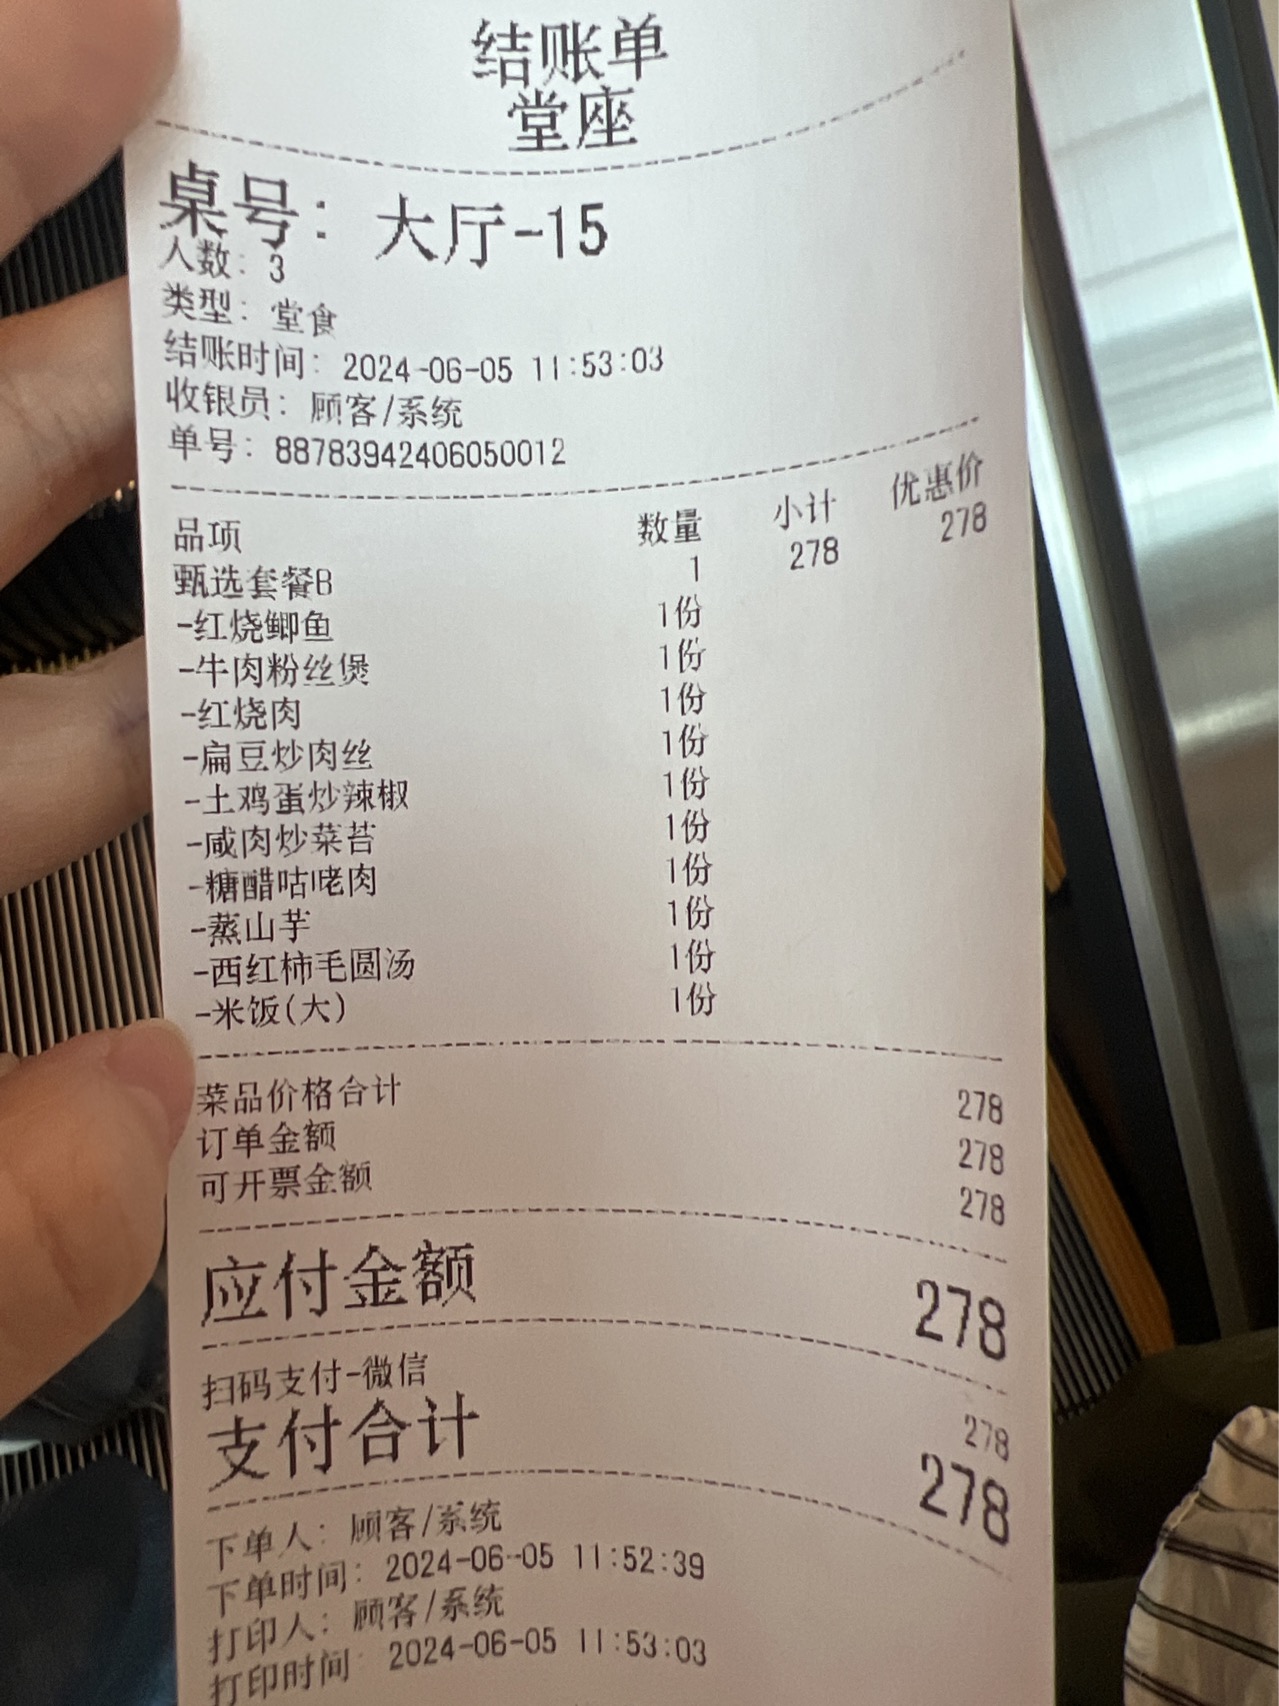 结账单
堂座
桌号：大厅-15
人数：3
类型：堂食
结账时间：2024-06-05 11:53:03
收银员：顾客/系统
单号：88783942406050012
品项 数量 小计 优惠价
甄选套餐B 1 278 278
-红烧鲫鱼 1份
-牛肉粉丝煲 1份
-红烧肉 1份
-扁豆炒肉丝 1份
-土鸡蛋炒辣椒 1份
-咸肉炒菜苔 1份
-糖醋咕咾肉 1份
-蒸山芋 1份
-西红柿毛圆汤 1份
-米饭(大) 1份
菜品价格合计 278
订单金额 278
可开票金额 278
应付金额 278
扫码支付-微信 278
支付合计 278
下单人：顾客/系统
下单时间：2024-06-05 11:52:39
打印人：顾客/系统
打印时间：2024-06-05 11:53:03